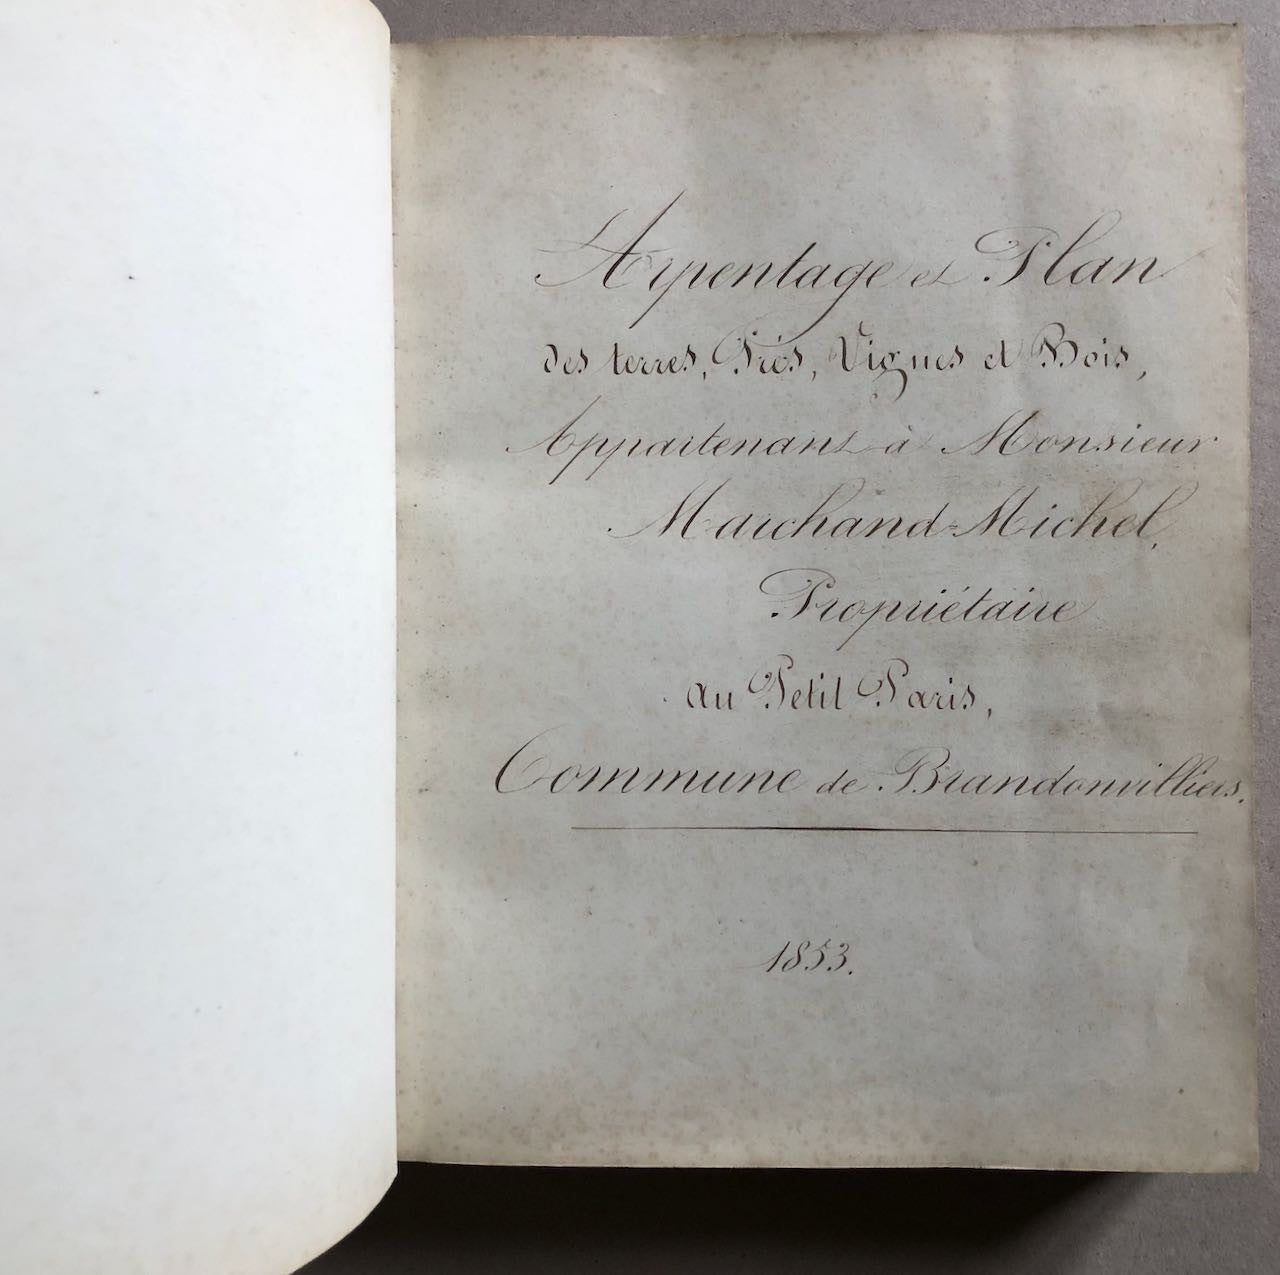 Arpentage et Plan
des terres, Prés, Vignes et Bois,
Appartenant à Monsieur
Marchand=Michel,
Propriétaire
au Petit Paris,
Commune de Brandonvilliers.
1853.